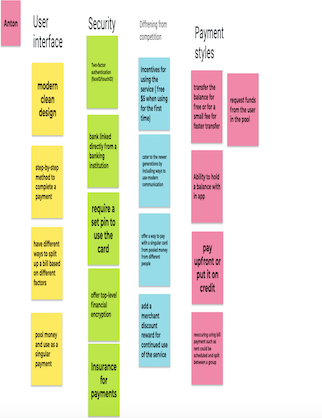 Anton
User
interface
modern
clean
design
step-by-step
method to
complete a
payment
have different
ways to split
up a bill based
on different
factors
pool money
and use as a
singular
payment
Security
Two-factor
authentication
(faceID/touchID)
bank linked
directly from a
banking
institution
require a
set pin to
use the
card
offer top-level
financial
encryption
Insurance
for
payments
Diffrening from
competition
Incentives for
using the
service ( free
$5 when using
for the first
time)
cater to the newer
generations by
including ways to use
modern
communication
offer a way to pay
with a singular card
from pooled money
from different
people
add a
merchant
discount reward
for continued
use of the
service
Payment
styles
transfer the
balance for
free or for a
small fee for
faster transfer
request funds
from the user
in the pool
Ability to hold
a balance with
in app
pay
upfront or
put it on
credit
reoccuring using bill
payment such as
rent could be
scheduled and split
between a group